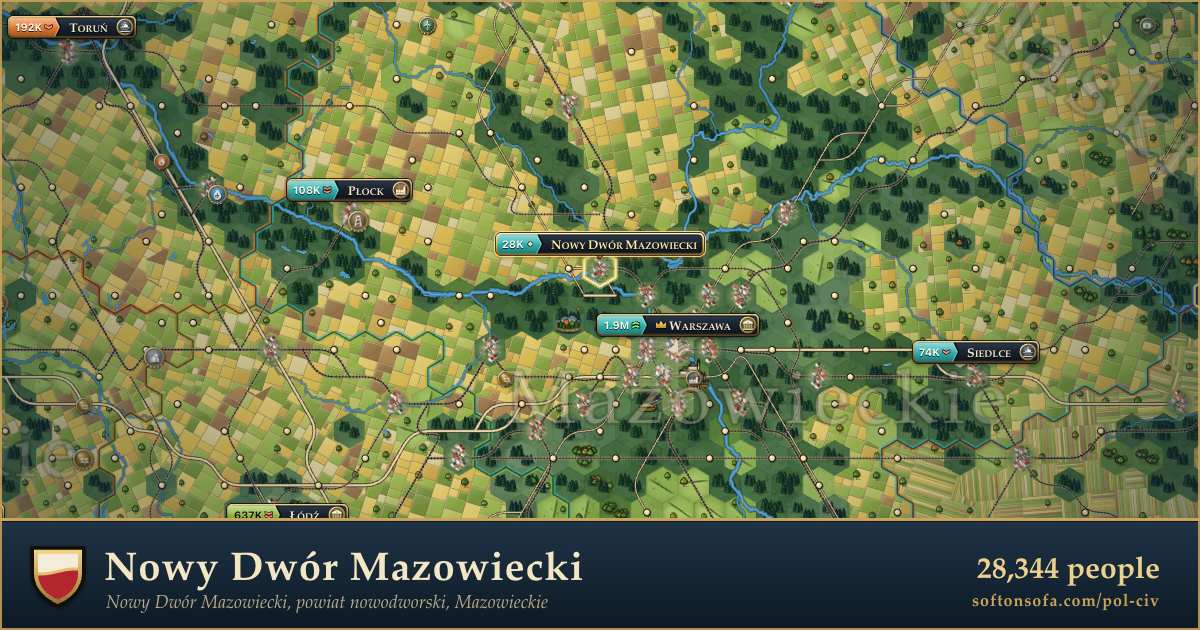 192K Toruń
mask
108K Płock
28K Nowy Dwór Mazowiecki
1.9M Warszawa
74K Siedlce
Mazowieckie
637K Łódź
Nowy Dwór Mazowiecki
28,344 people
Nowy Dwór Mazowiecki, powiat nowodworski, Mazowieckie
softonsofa.com/pol-civ